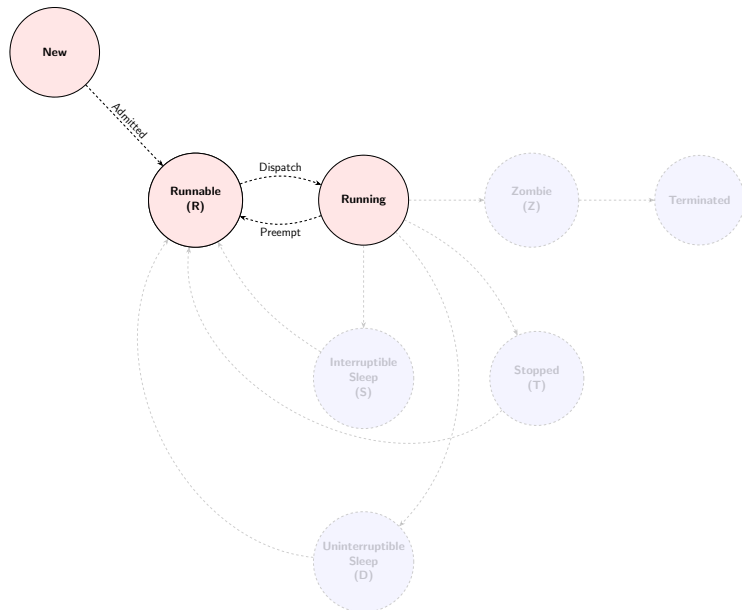 New
Admitted
Runnable
(R)
Dispatch
Preempt
Running
Zombie
(Z)
Terminated
Interruptible
Sleep
(S)
Stopped
(T)
Uninterruptible
Sleep
(D)